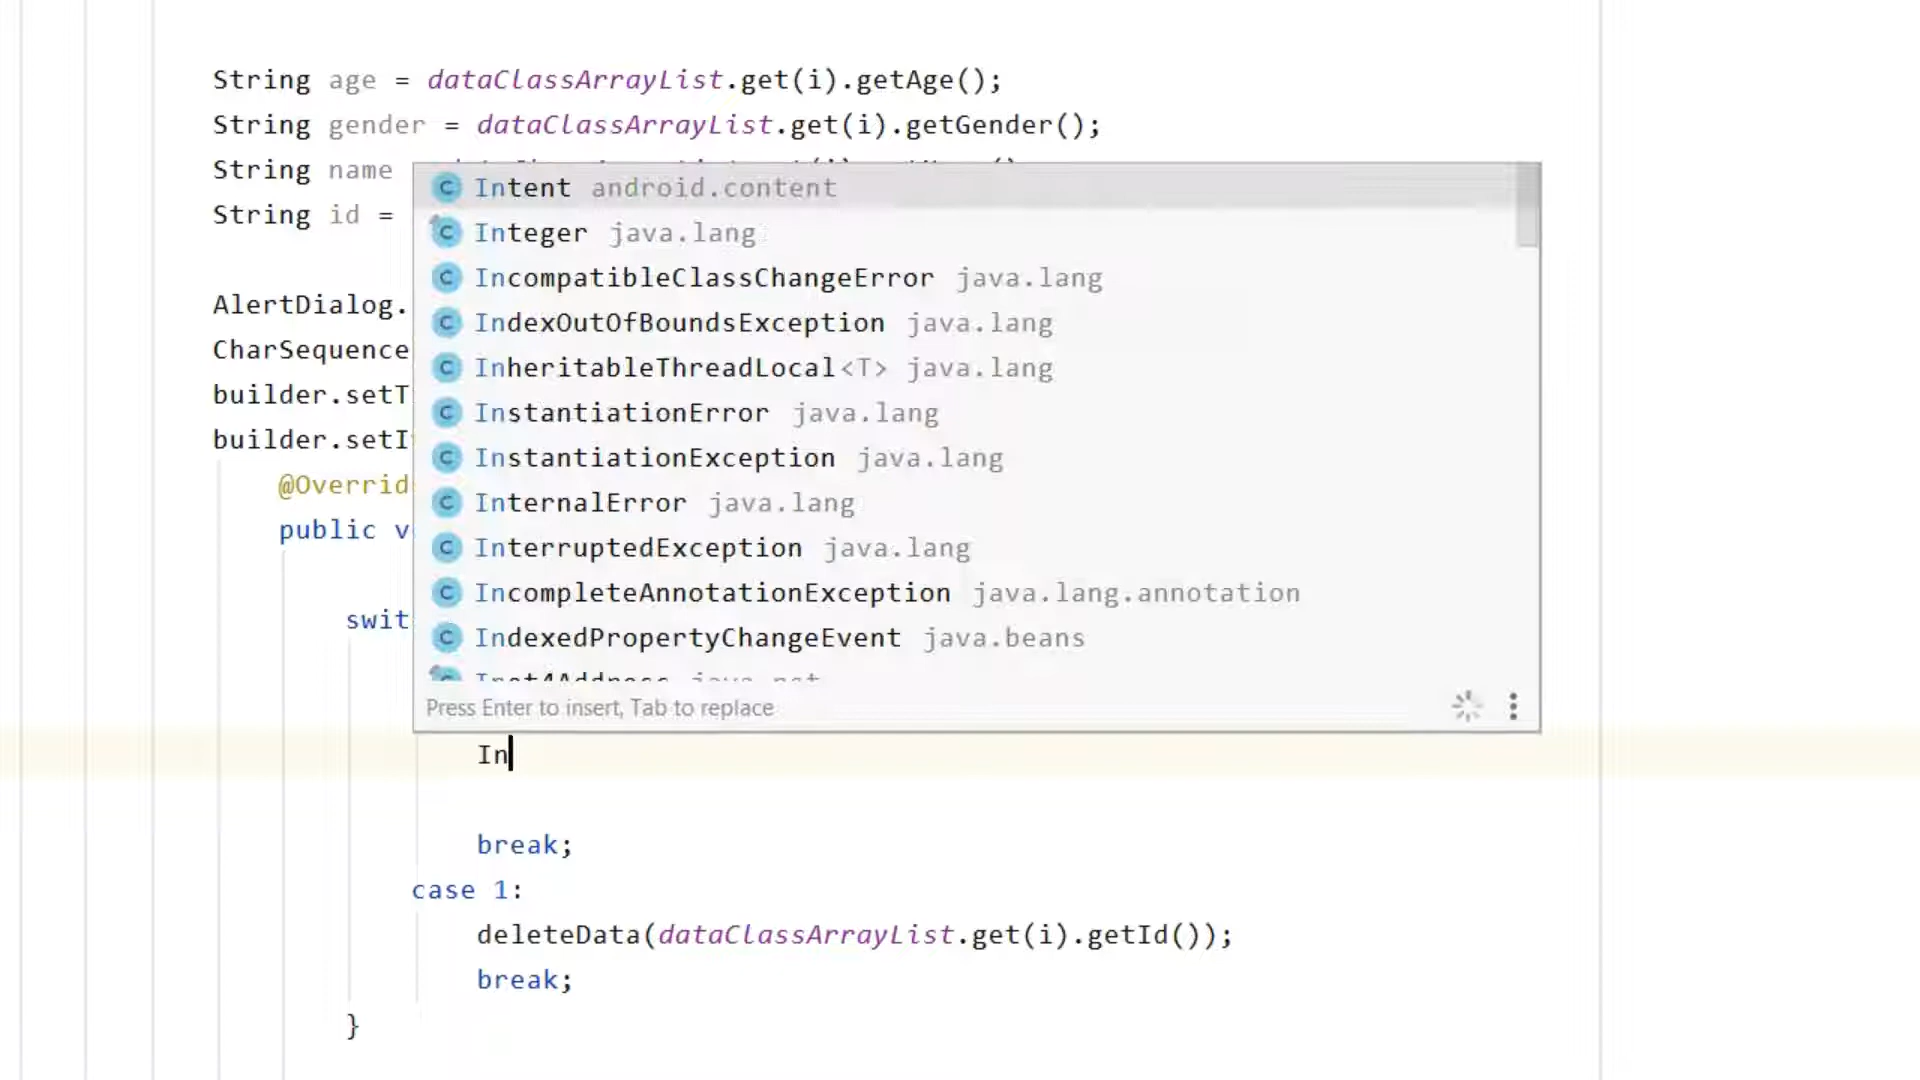 String age = dataClassArrayList.get(i).getAge();
String gender = dataClassArrayList.get(i).getGender();
String name
String id =
Intent android.content
Integer java.lang
IncompatibleClassChangeError java.lang
AlertDialog.
IndexOutOfBoundsException java.lang
CharSequence
InheritableThreadLocal<T> java.lang
builder.setT
InstantiationError java.lang
builder.setI
InstantiationException java.lang
@Overrid
InternalError java.lang
public v
InterruptedException java.lang
IncompleteAnnotationException java.lang.annotation
swit
IndexedPropertyChangeEvent java.beans
Inet4Address java.net
Press Enter to insert, Tab to replace
In
break;
case 1:
deleteData(dataClassArrayList.get(i).getId());
break;
}